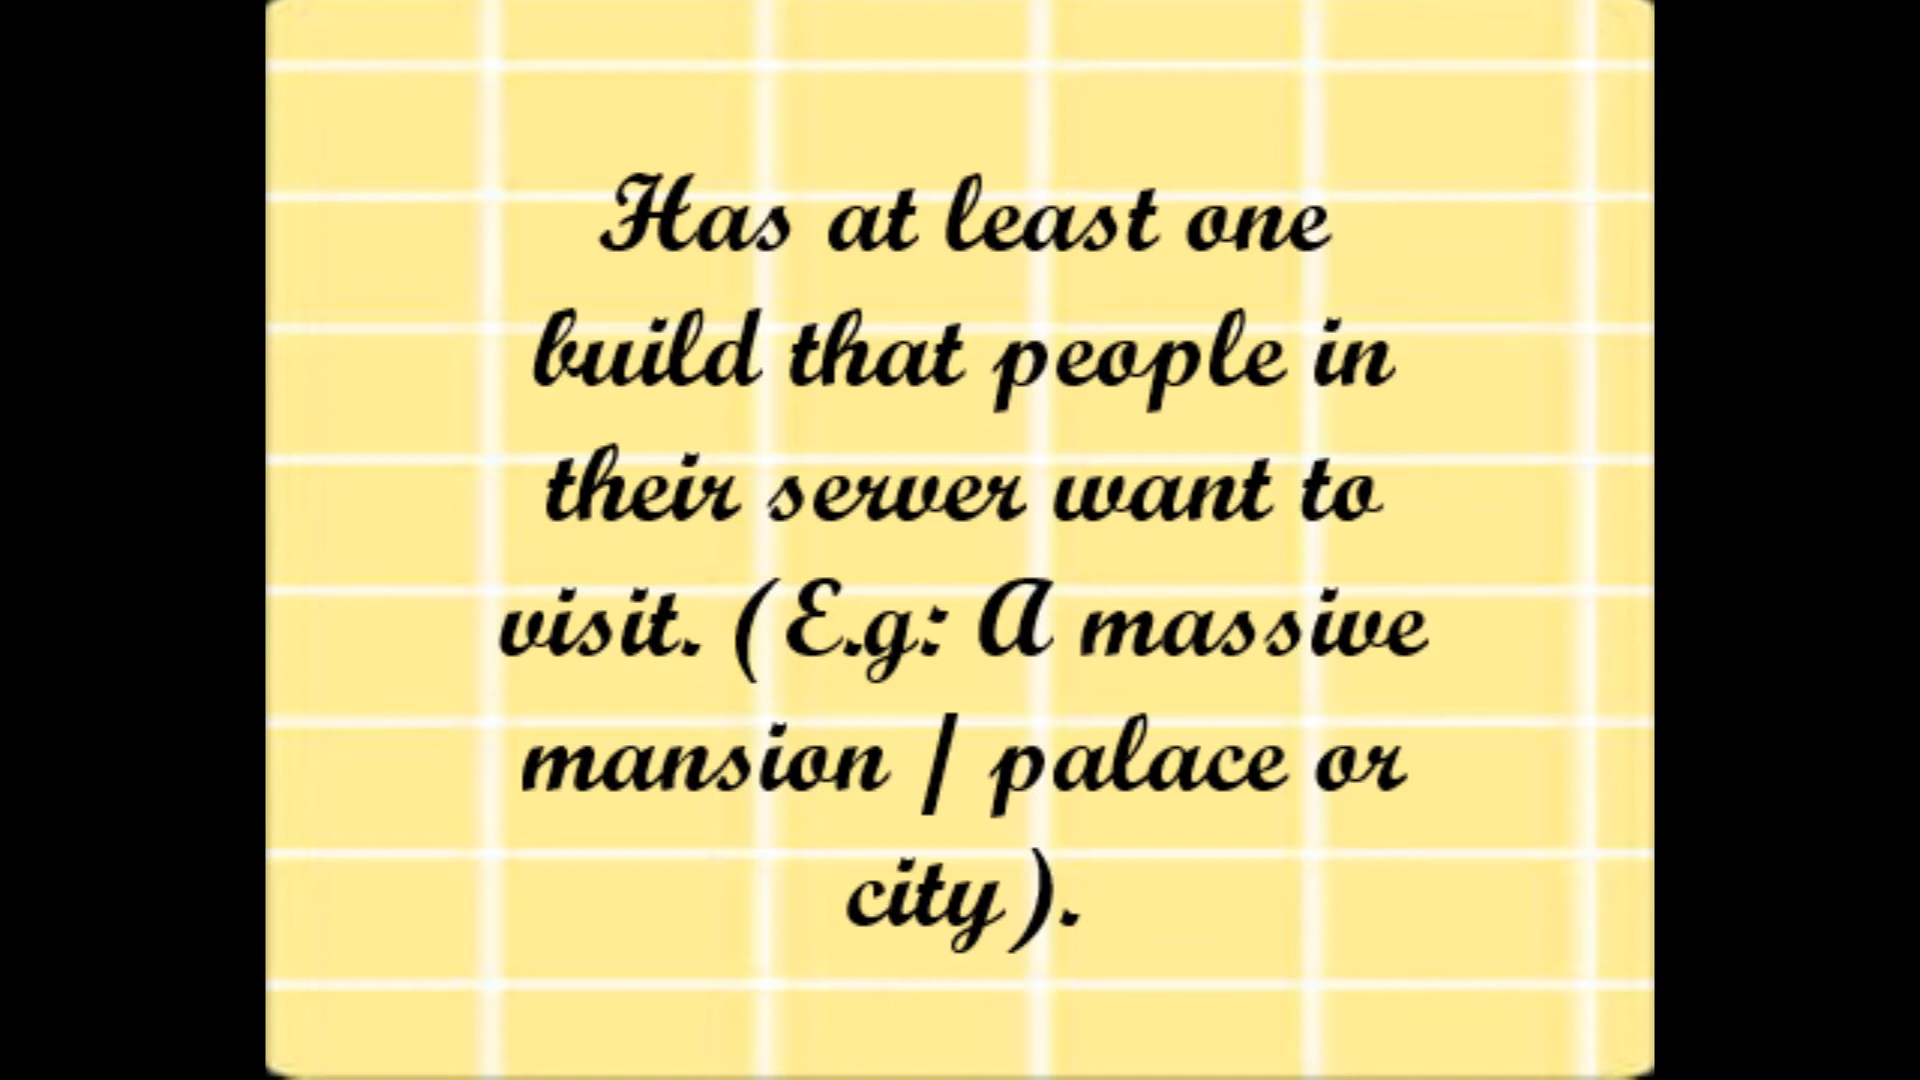 Has at least one
build that people in
their server want to
visit. (E.g: A massive
mansion / palace or
city).